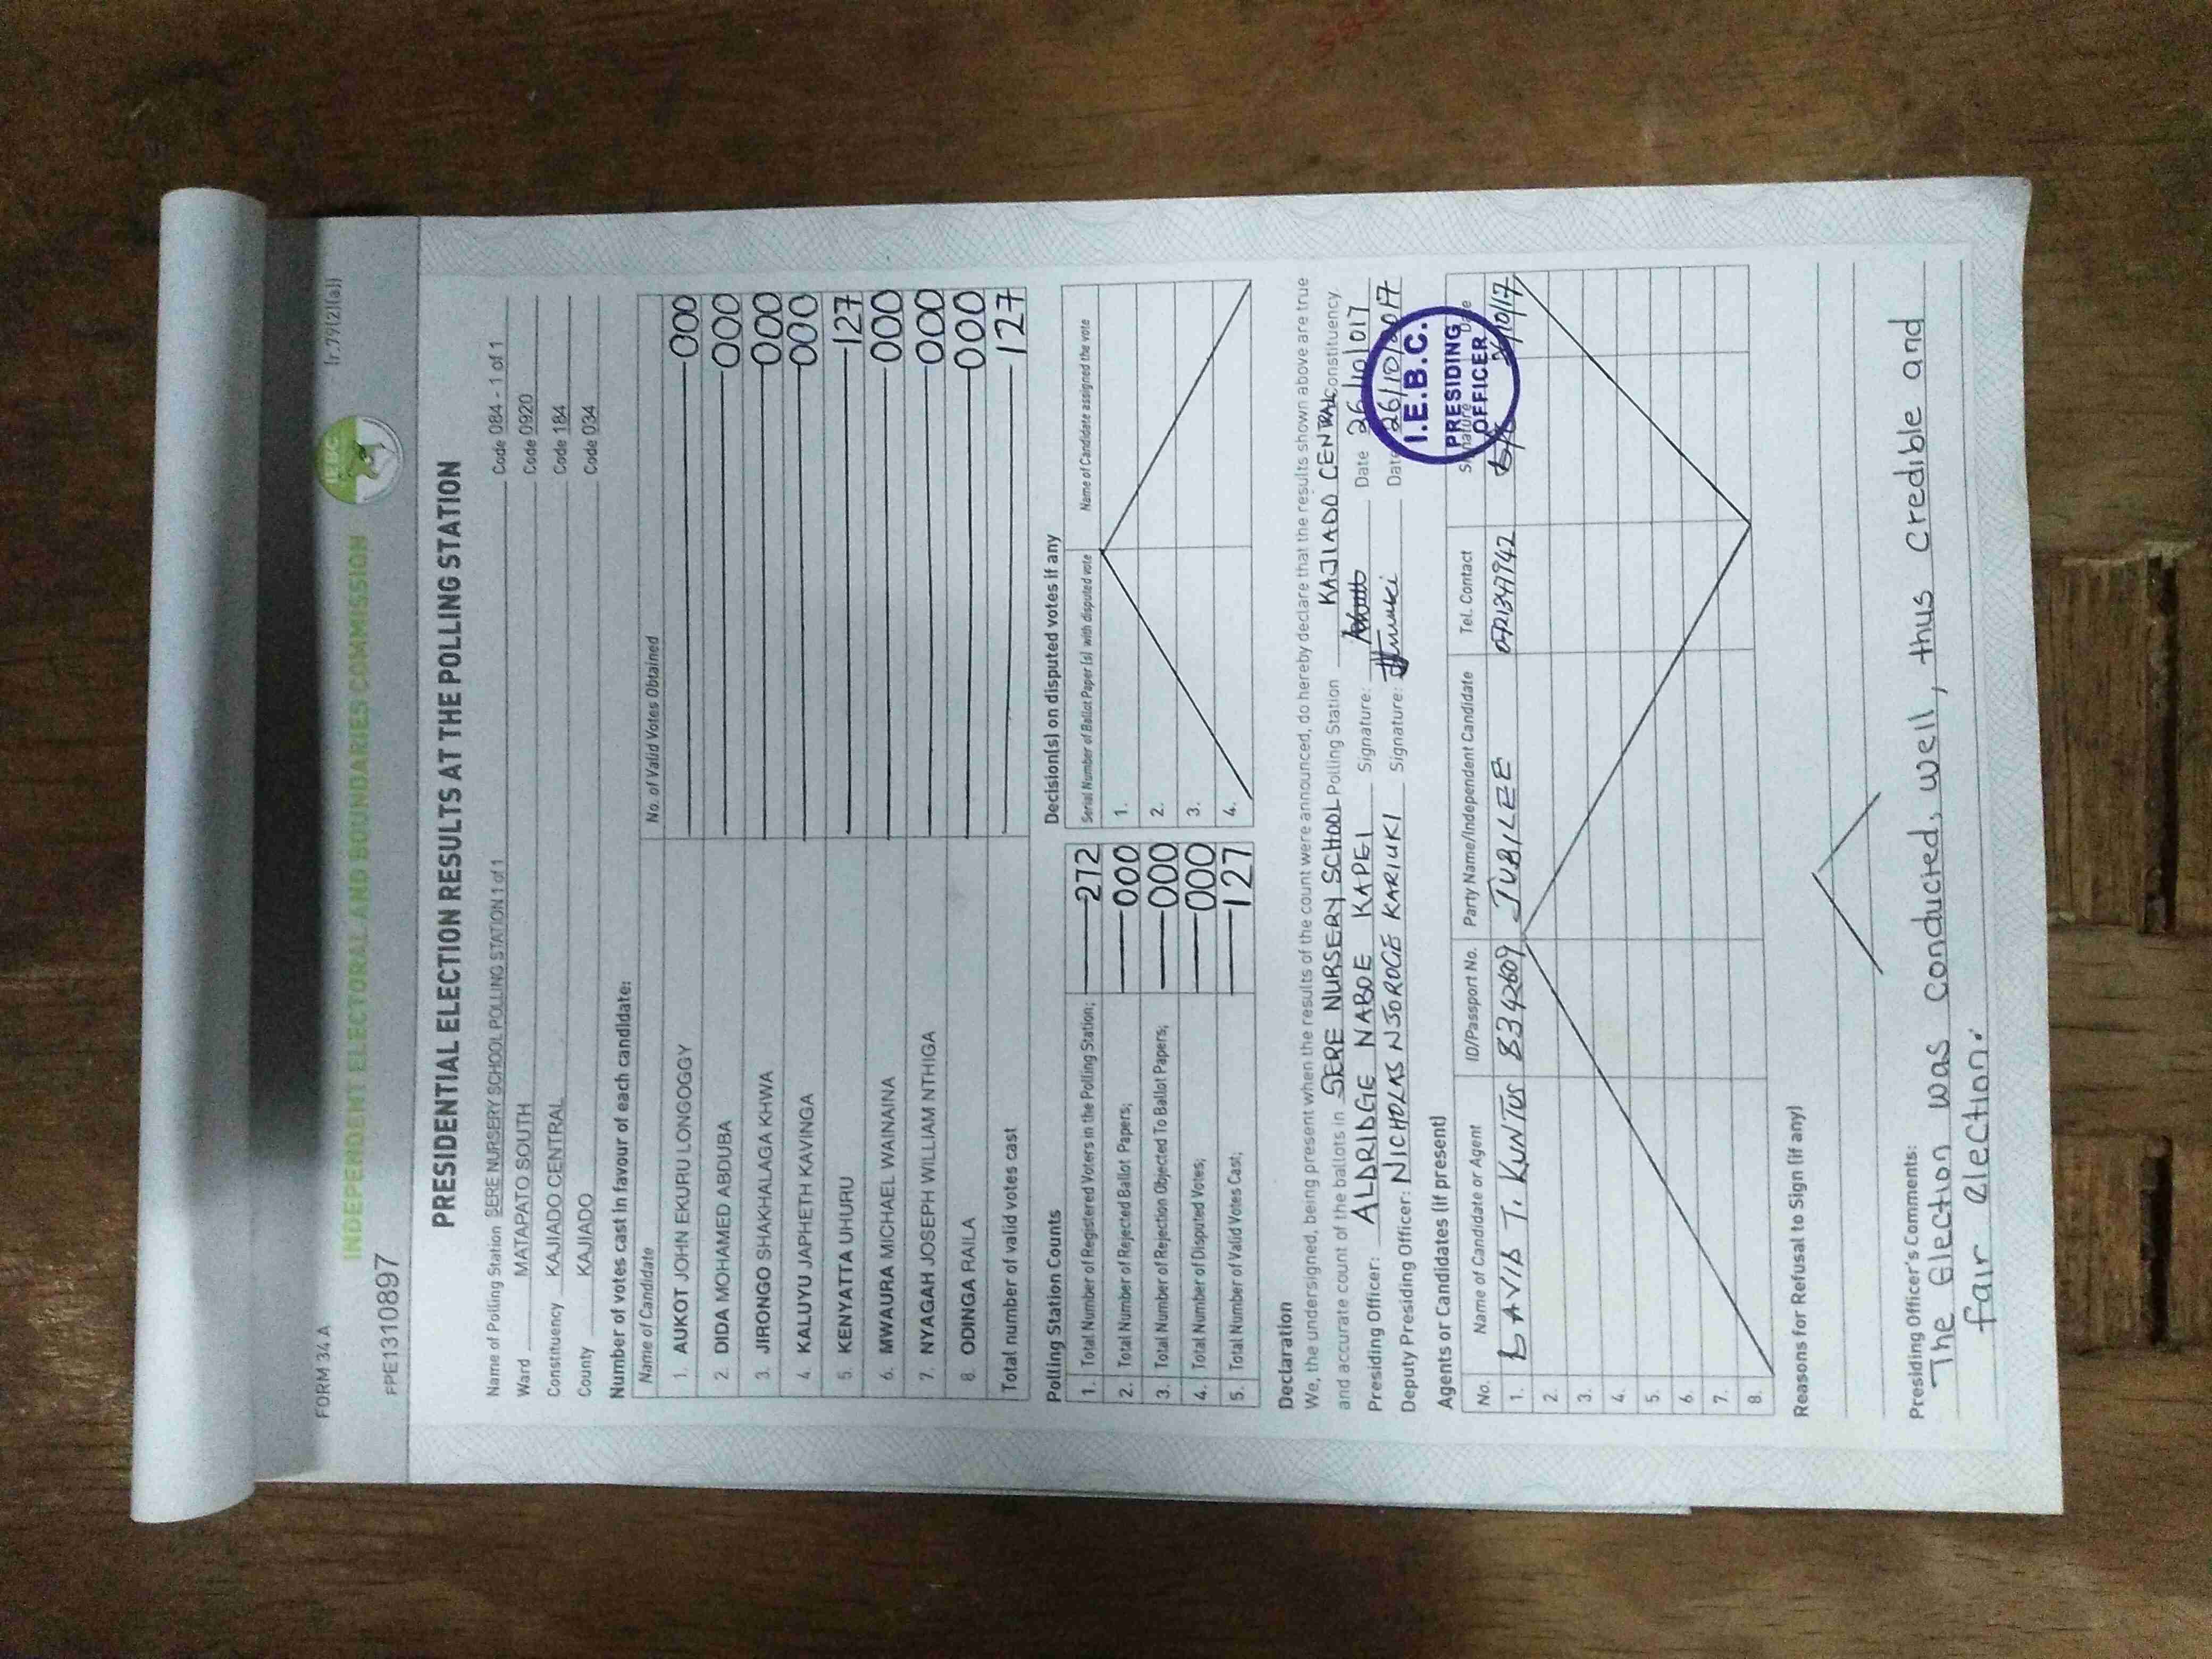 FORM 34 A
(r.79(2)(a))
INDEPENDENT ELECTORAL AND BOUNDARIES COMMISSION
IEBC
FPE1310897
PRESIDENTIAL ELECTION RESULTS AT THE POLLING STATION
Name of Polling Station SERE NURSERY SCHOOL POLLING STATION 1 of 1 Code 084 - 1 of 1
Ward MATAPATO SOUTH Code 0920
Constituency KAJIADO CENTRAL Code 184
County KAJIADO Code 034
Number of votes cast in favour of each candidate:
Name of Candidate No. of Valid Votes Obtained
1. AUKOT JOHN EKURU LONGOGGY 000
2. DIDA MOHAMED ABDUBA 000
3. JIRONGO SHAKHALAGA KHWA 000
4. KALUYU JAPHETH KAVINGA 000
5. KENYATTA UHURU 127
6. MWAURA MICHAEL WAINAINA 000
7. NYAGAH JOSEPH WILLIAM NTHIGA 000
8. ODINGA RAILA 000
Total number of valid votes cast 127
Polling Station Counts
1. Total Number of Registered Voters in the Polling Station; 272
2. Total Number of Rejected Ballot Papers; 000
3. Total Number of Rejection Objected To Ballot Papers; 000
4. Total Number of Disputed Votes; 000
5. Total Number of Valid Votes Cast; 127
Decision(s) on disputed votes if any
Serial Number of Ballot Paper (s) with disputed vote Name of Candidate assigned the vote
1.
2.
3.
4.
Declaration
We, the undersigned, being present when the results of the count were announced, do hereby declare that the results shown above are true
and accurate count of the ballots in SERE NURSERY SCHOOL Polling Station KAJIADO CENTRAL Constituency.
Presiding Officer: ALDRIDGE NABOE KAPEI Signature: Date 26/10/017
Deputy Presiding Officer: NICHOLAS NJOROGE KARIUKI Signature: Date 26/10/2017
I.E.B.C.
PRESIDING
OFFICER
Agents or Candidates (if present)
No. Name of Candidate or Agent ID/Passport No. Party Name/Independent Candidate Tel. Contact Signature Date
1. DAVID T. KUNTUS 8342609 JUBILEE
2.
3.
4.
5.
6.
7.
8.
Reasons for Refusal to Sign (if any)
Presiding Officer's Comments:
The election was conducted, well, thus credible and
fair election.